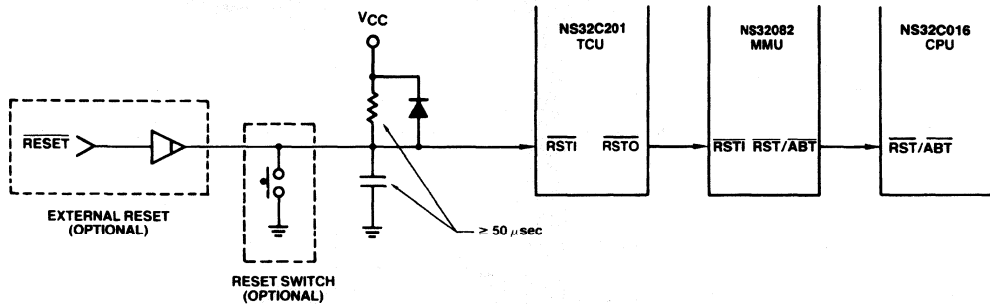 VCC
NS32C201
TCU
NS32082
MMU
NS32C016
CPU
RESET
RSTI
RSTO
RSTI
RST/ABT
RST/ABT
EXTERNAL RESET
(OPTIONAL)
≥ 50 μsec
RESET SWITCH
(OPTIONAL)